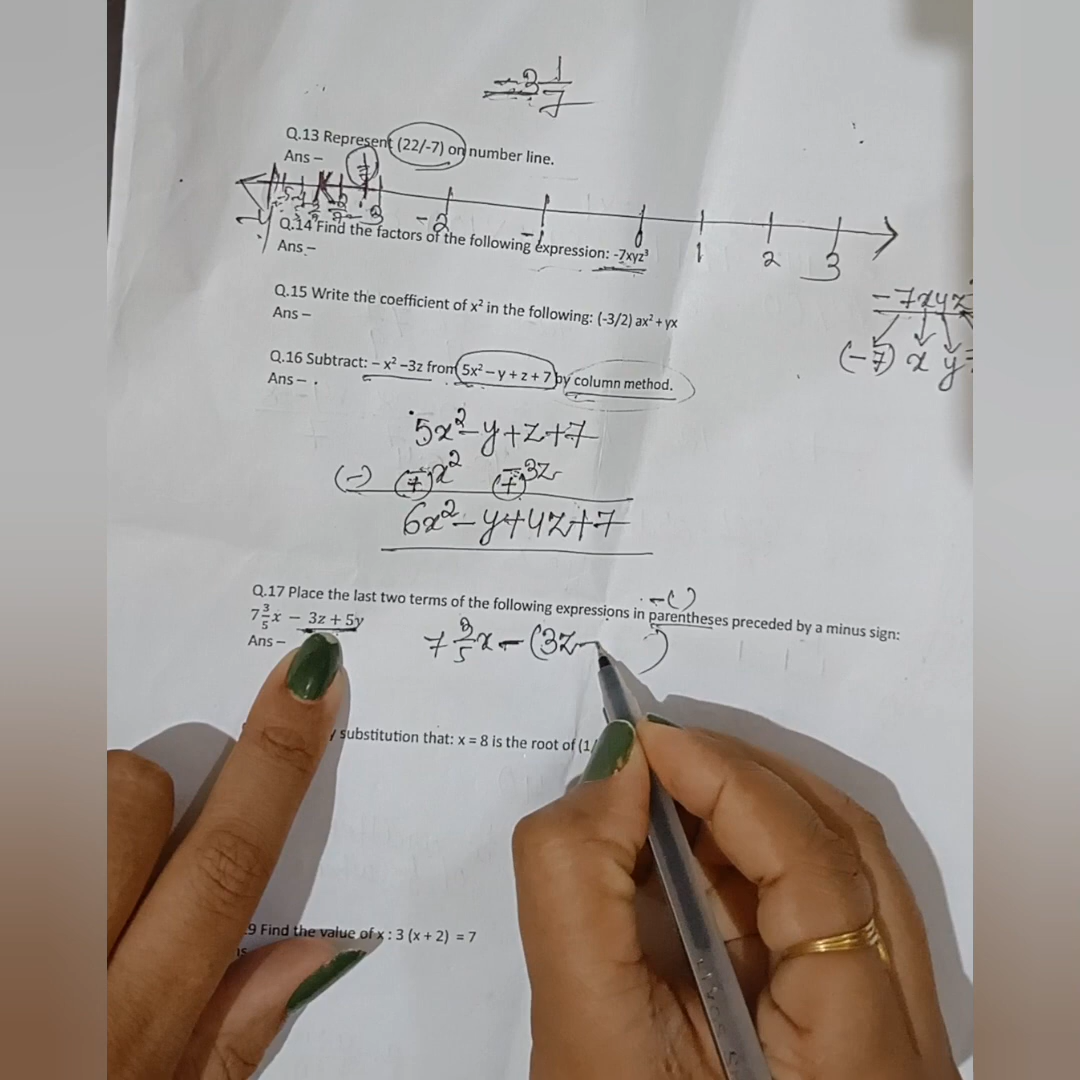 -3 1/7
Q.13 Represent (22/-7) on number line.
Ans –
-2 -1 0 1 2 3
Q.14 Find the factors of the following expression: -7xyz³
Ans –
-7xyz
(-7) x y
Q.15 Write the coefficient of x² in the following: (-3/2) ax² + yx
Ans –
Q.16 Subtract: – x² –3z from 5x² – y + z + 7 by column method.
Ans –
5x² - y + z + 7
(-) x² 3z
6x² - y + 4z + 7
-( )
Q.17 Place the last two terms of the following expressions in parentheses preceded by a minus sign:
7 3/5 x – 3z + 5y
Ans – 7 3/5 x - (3z - )
substitution that: x = 8 is the root of (1/
9 Find the value of x : 3 (x + 2) = 7